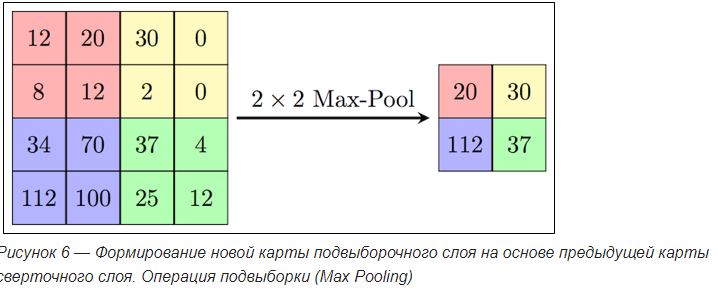 12 20 30 0
8 12 2 0
34 70 37 4
112 100 25 12
2 × 2 Max-Pool
20 30
112 37
Рисунок 6 — Формирование новой карты подвыборочного слоя на основе предыдущей карты
сверточного слоя. Операция подвыборки (Max Pooling)